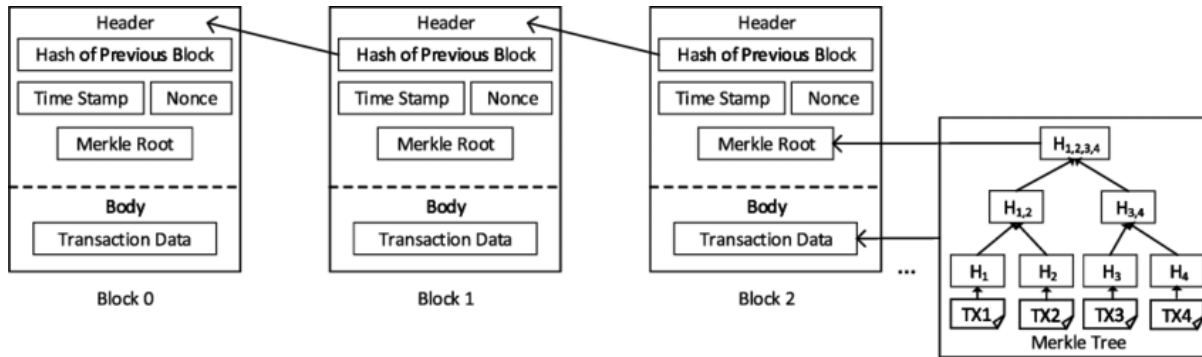 Header
Hash of Previous Block
Time Stamp
Nonce
Merkle Root
Body
Transaction Data
Block 0
Header
Hash of Previous Block
Time Stamp
Nonce
Merkle Root
Body
Transaction Data
Block 1
Header
Hash of Previous Block
Time Stamp
Nonce
Merkle Root
Body
Transaction Data
Block 2
...
H1,2,3,4
H1,2
H3,4
H1
H2
H3
H4
TX1
TX2
TX3
TX4
Merkle Tree